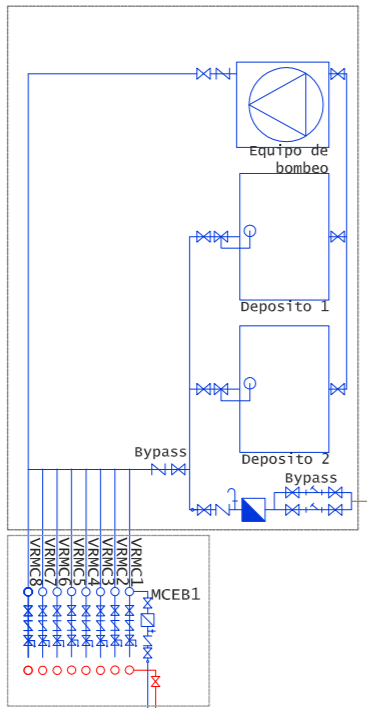 Equipo de
bombeo
Deposito 1
Deposito 2
Bypass
Bypass
VRMC8
VRMC7
VRMC6
VRMC5
VRMC4
VRMC3
VRMC2
VRMC1
MCEB1